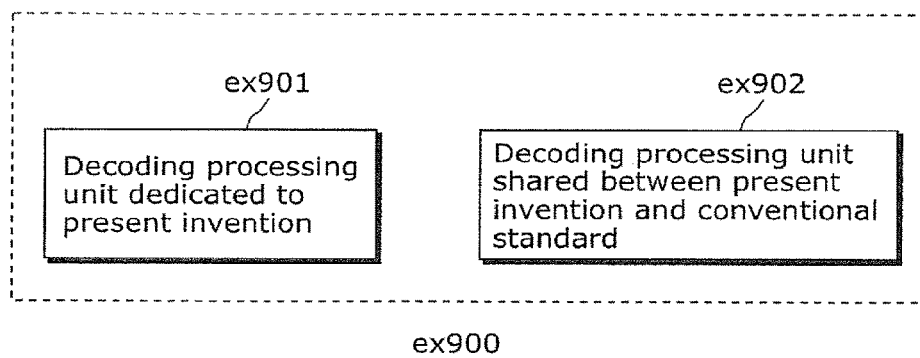 ex901
Decoding processing
unit dedicated to
present invention
ex902
Decoding processing unit
shared between present
invention and conventional
standard
ex900